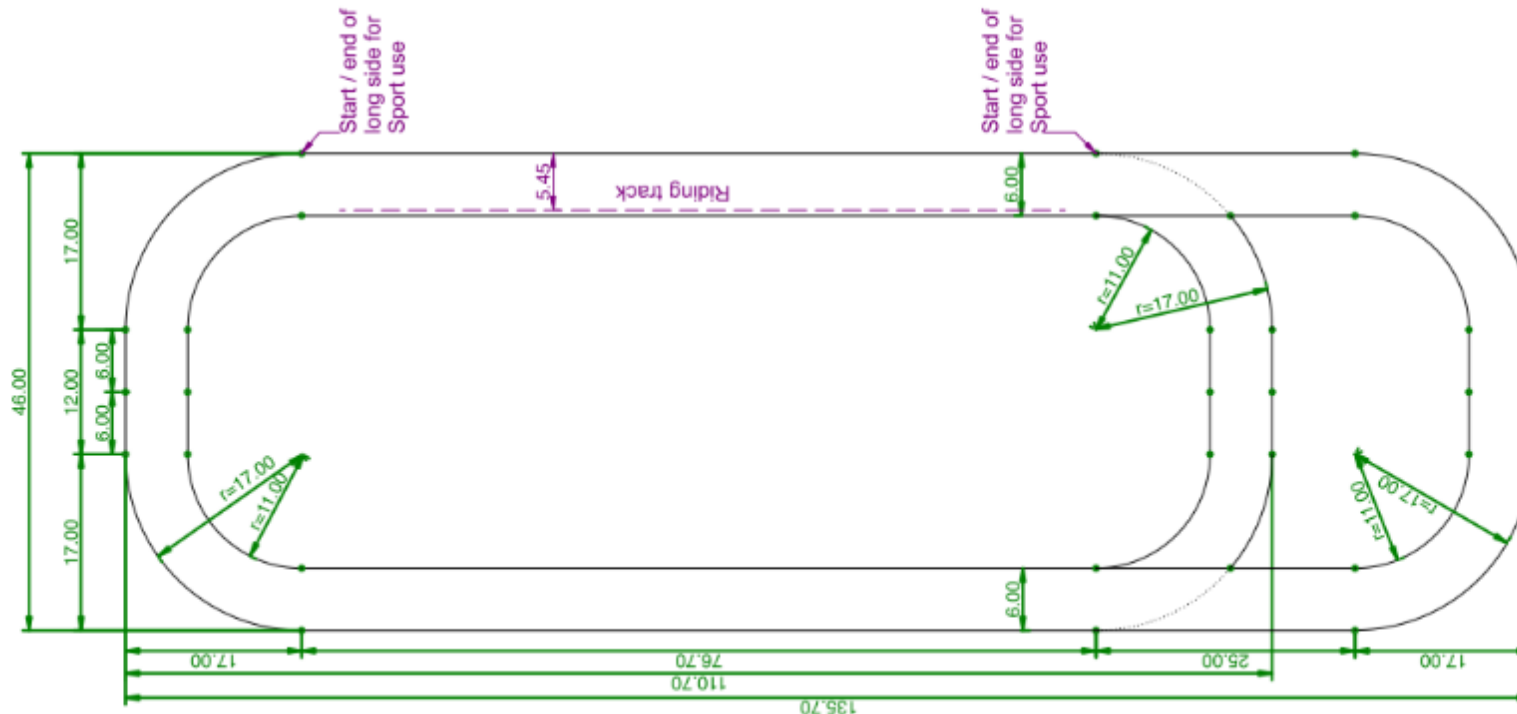 Start / end of
long side for
Sport use
Start / end of
long side for
Sport use
5.45
Riding track
6.00
17.00
r=11.00
r=17.00
46.00
12.00
6.00
6.00
r=17.00
r=11.00
r=17.00
r=11.00
17.00
6.00
17.00
76.70
25.00
17.00
110.70
135.70